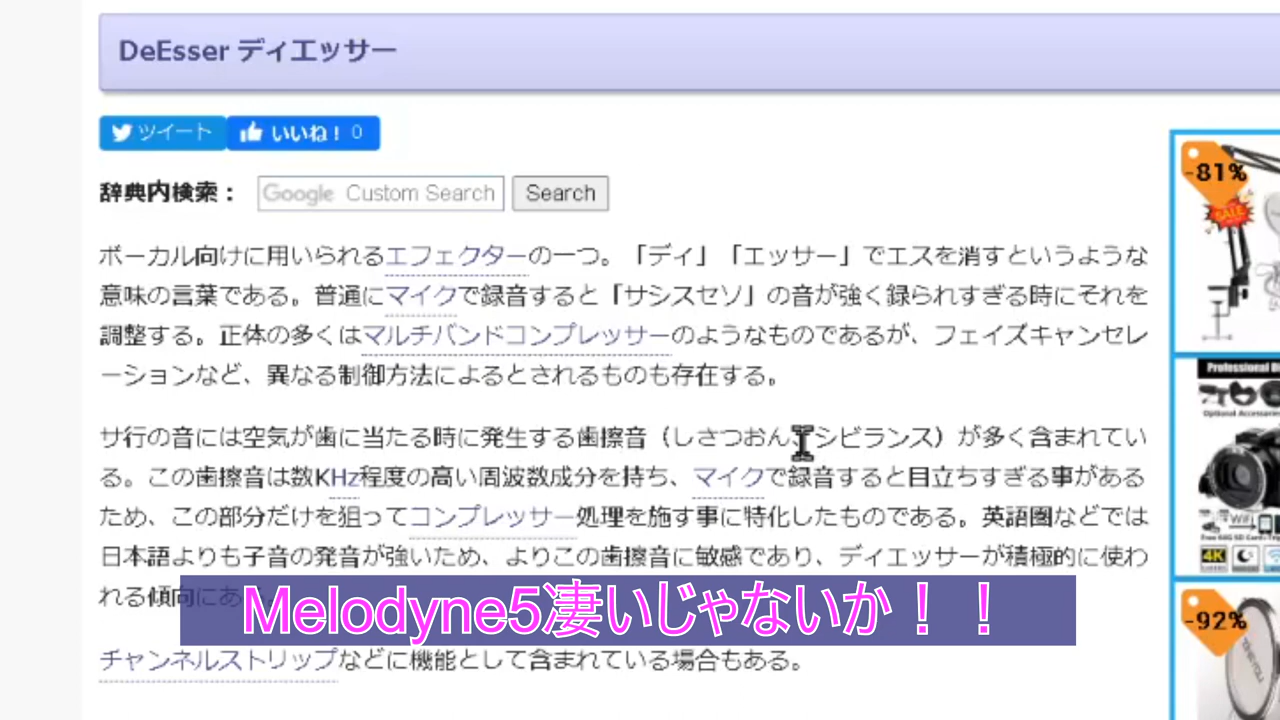 DeEsser ディエッサー
ツイート いいね！ 0
辞典内検索： Google Custom Search Search
-81%
SALE
ボーカル向けに用いられるエフェクターの一つ。「ディ」「エッサー」でエスを消すというような
意味の言葉である。普通にマイクで録音すると「サシスセソ」の音が強く録られすぎる時にそれを
調整する。正体の多くはマルチバンドコンプレッサーのようなものであるが、フェイズキャンセレ
ーションなど、異なる制御方法によるとされるものも存在する。
Professional
Optional Accessories
サ行の音には空気が歯に当たる時に発生する歯擦音（しさつおん シビランス）が多く含まれてい
る。この歯擦音は数KHz程度の高い周波数成分を持ち、マイクで録音すると目立ちすぎる事がある
ため、この部分だけを狙ってコンプレッサー処理を施す事に特化したものである。英語圏などでは
WiFi
日本語よりも子音の発音が強いため、よりこの歯擦音に敏感であり、ディエッサーが積極的に使わ
4K
れる傾向にあ
Melodyne5凄いじゃないか！！
-92%
チャンネルストリップなどに機能として含まれている場合もある。